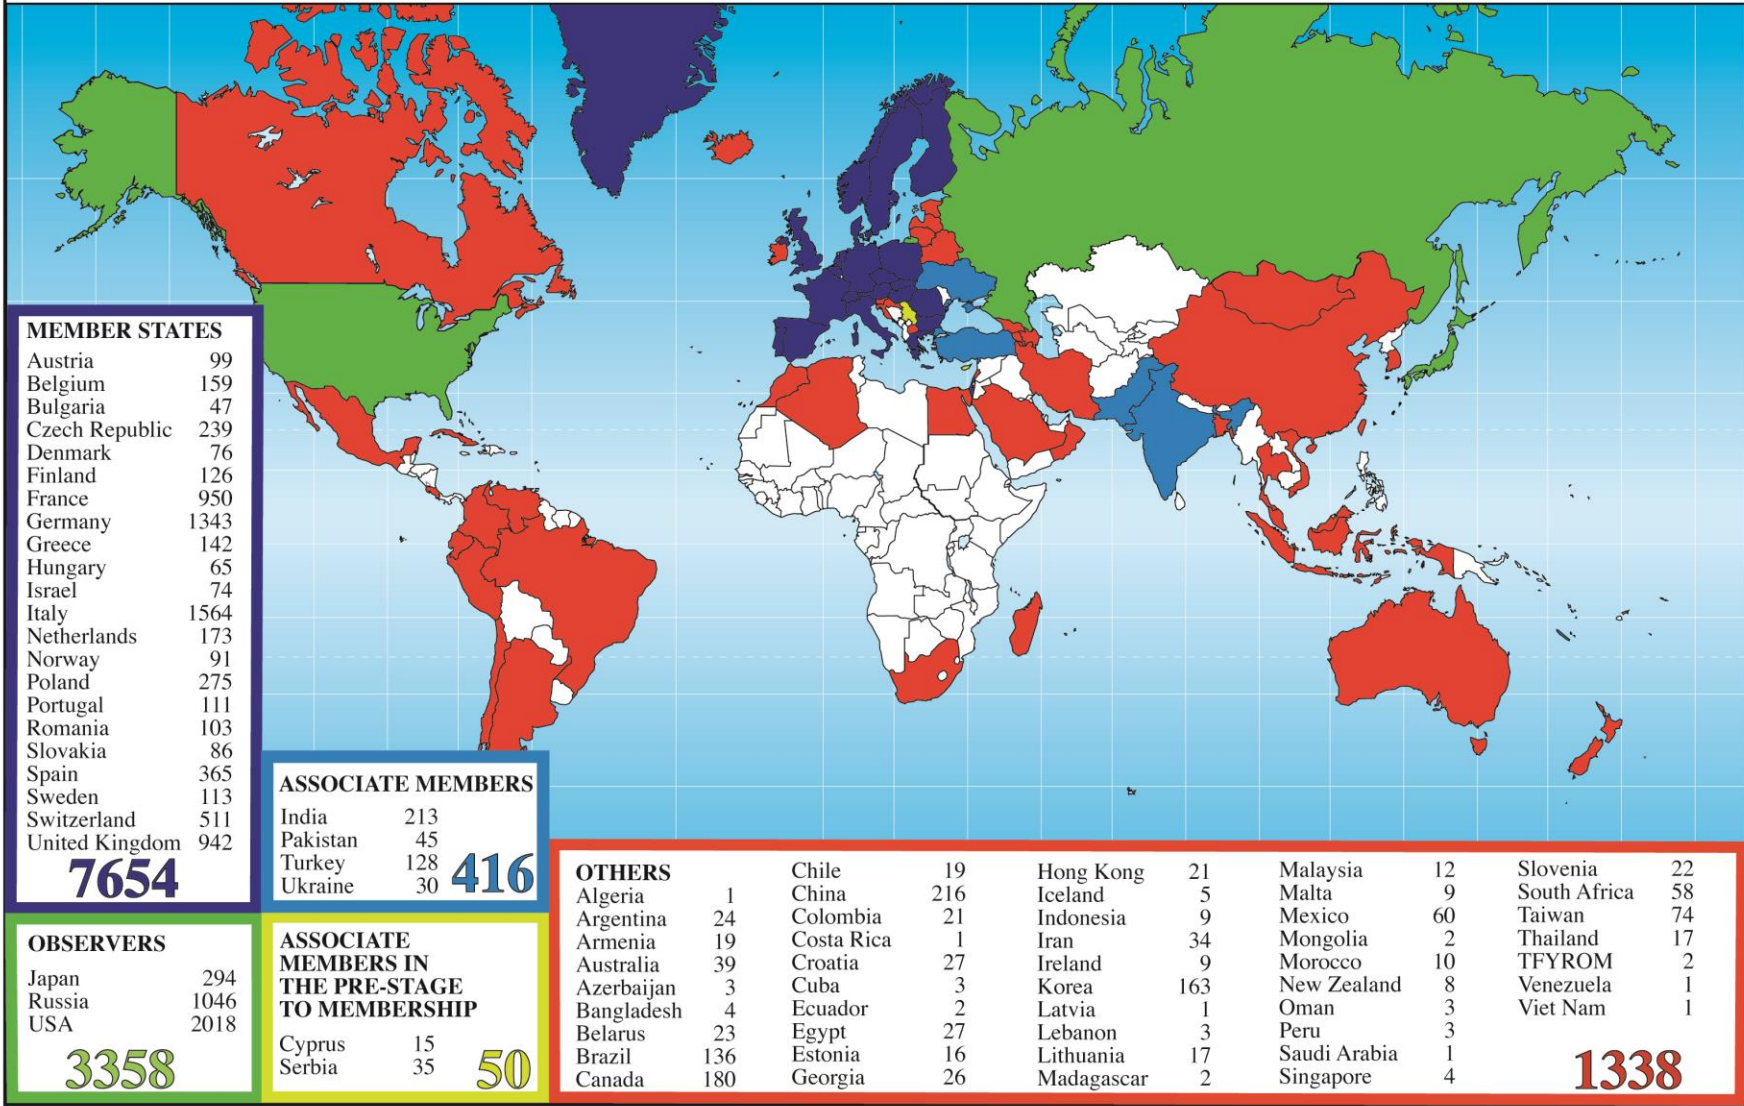 MEMBER STATES
Austria 99
Belgium 159
Bulgaria 47
Czech Republic 239
Denmark 76
Finland 126
France 950
Germany 1343
Greece 142
Hungary 65
Israel 74
Italy 1564
Netherlands 173
Norway 91
Poland 275
Portugal 111
Romania 103
Slovakia 86
Spain 365
Sweden 113
Switzerland 511
United Kingdom 942
7654
ASSOCIATE MEMBERS
India 213
Pakistan 45
Turkey 128
Ukraine 30
416
OBSERVERS
Japan 294
Russia 1046
USA 2018
3358
ASSOCIATE
MEMBERS IN
THE PRE-STAGE
TO MEMBERSHIP
Cyprus 15
Serbia 35
50
OTHERS
Algeria 1
Argentina 24
Armenia 19
Australia 39
Azerbaijan 3
Bangladesh 4
Belarus 23
Brazil 136
Canada 180
Chile 19
China 216
Colombia 21
Costa Rica 1
Croatia 27
Cuba 3
Ecuador 2
Egypt 27
Estonia 16
Georgia 26
Hong Kong 21
Iceland 5
Indonesia 9
Iran 34
Ireland 9
Korea 163
Latvia 1
Lebanon 3
Lithuania 17
Madagascar 2
Malaysia 12
Malta 9
Mexico 60
Mongolia 2
Morocco 10
New Zealand 8
Oman 3
Peru 3
Saudi Arabia 1
Singapore 4
Slovenia 22
South Africa 58
Taiwan 74
Thailand 17
TFYROM 2
Venezuela 1
Viet Nam 1
1338